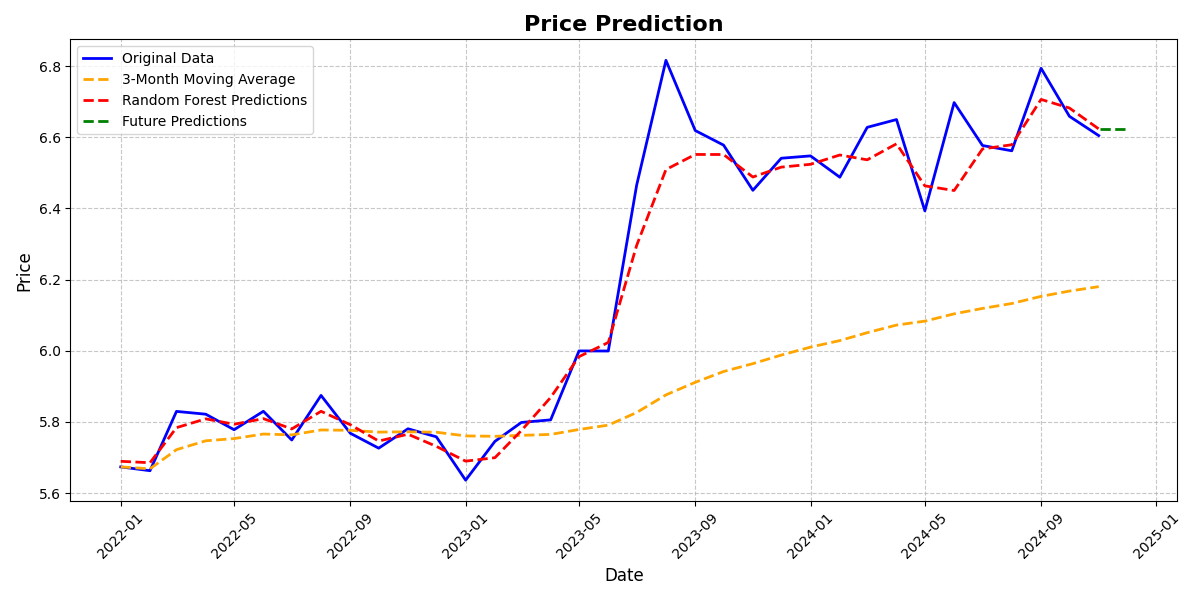 Price Prediction
Original Data
3-Month Moving Average
Random Forest Predictions
Future Predictions
Price
6.8
6.6
6.4
6.2
6.0
5.8
5.6
2022-01
2022-05
2022-09
2023-01
2023-05
2023-09
2024-01
2024-05
2024-09
2025-01
Date